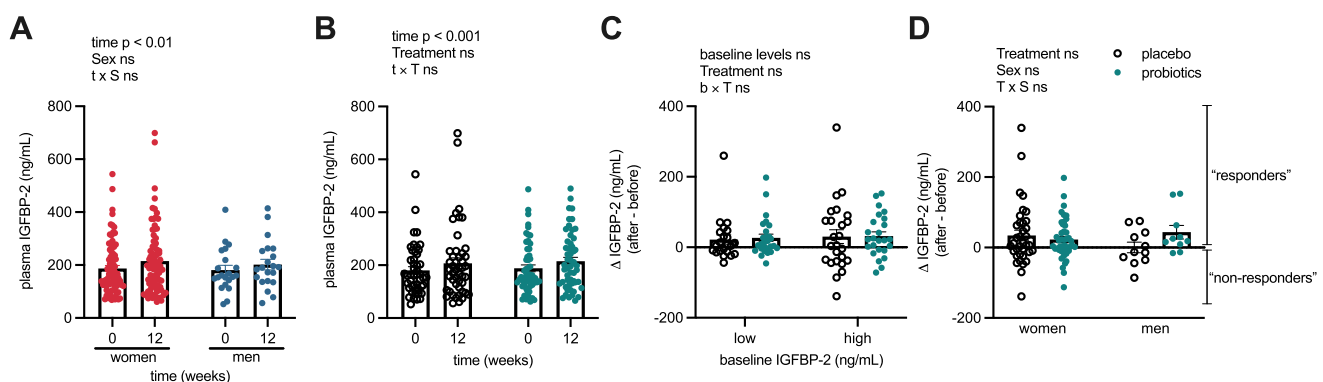 A
time p < 0.01
Sex ns
t x S ns
plasma IGFBP-2 (ng/mL)
800
600
400
200
0
0
12
0
12
women
men
time (weeks)
B
time p < 0.001
Treatment ns
t × T ns
plasma IGFBP-2 (ng/mL)
800
600
400
200
0
0
12
0
12
time (weeks)
C
baseline levels ns
Treatment ns
b × T ns
Δ IGFBP-2 (ng/mL)
(after - before)
400
200
0
-200
low
high
baseline IGFBP-2 (ng/mL)
D
Treatment ns
Sex ns
T x S ns
placebo
probiotics
Δ IGFBP-2 (ng/mL)
(after - before)
400
200
0
-200
women
men
“responders”
“non-responders”